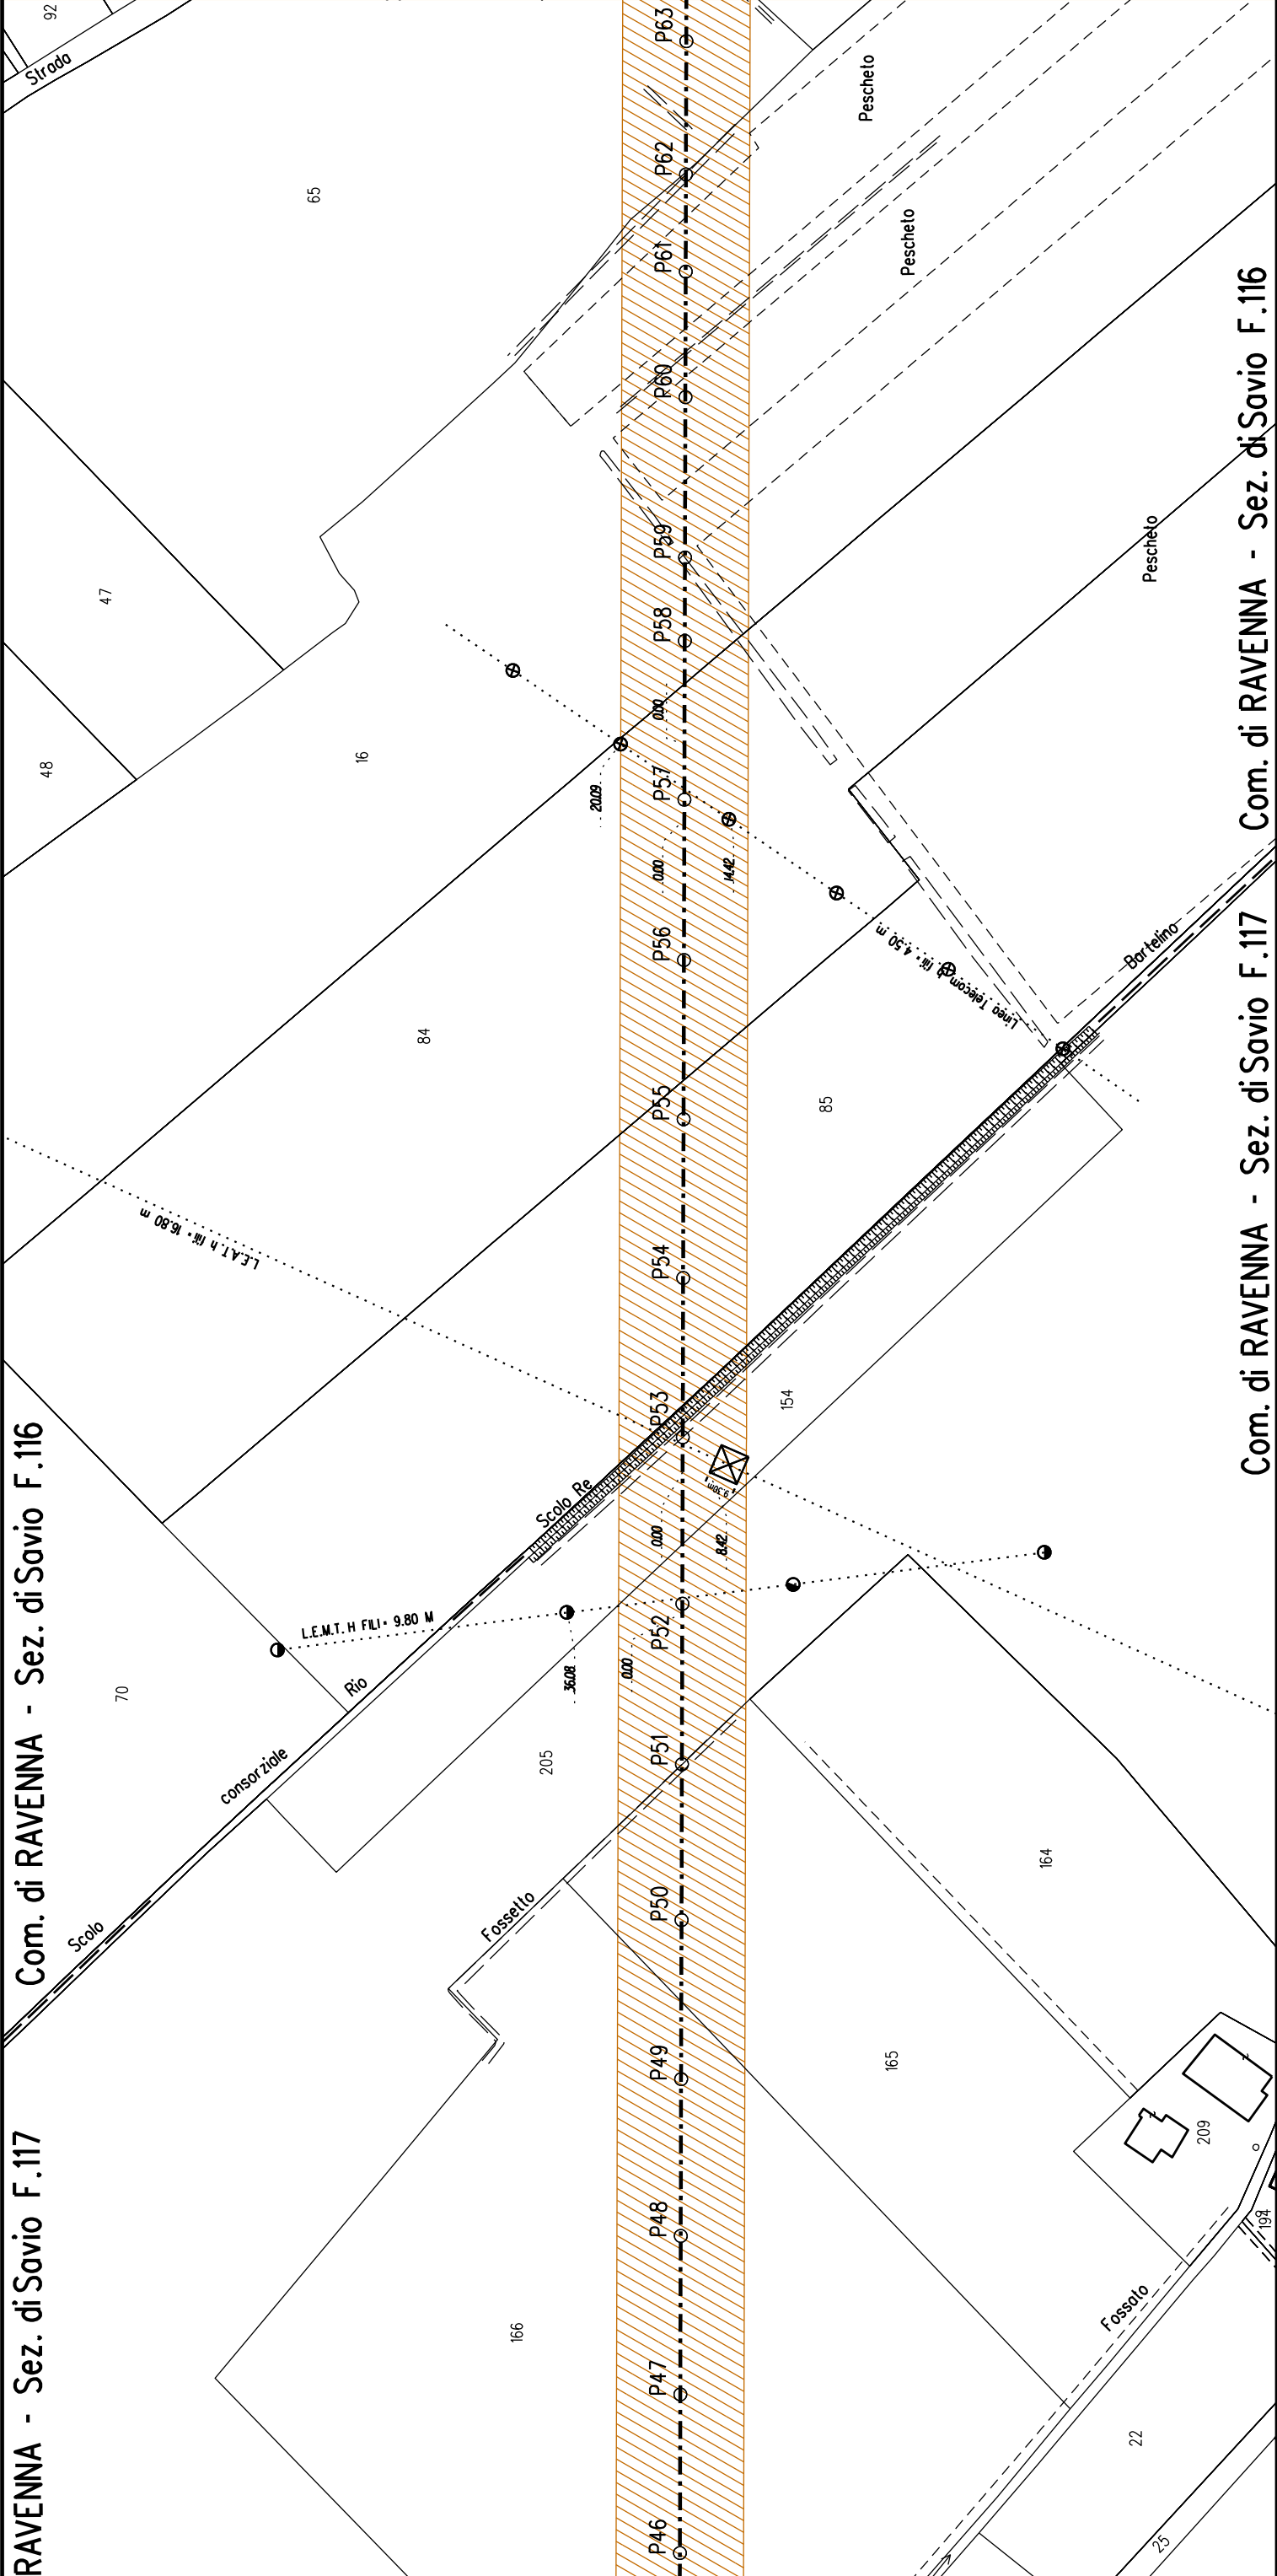 92
Strada
65
47
48
16
84
85
70
205
154
164
165
166
209
194
22
25
Pescheto
Pescheto
Pescheto
P63
P62
P61
P60
P59
P58
P57
P56
P55
P54
P53
P52
P51
P50
P49
P48
P47
P46
0.00
20.09
0.00
14.42
0.00
8.42
9.30m
36.08
0.00
Linea Telecom h fili= 4.50 m
L.E.A.T. h fili= 16.80 m
L.E.M.T. H FILI= 9.80 M
Scolo
consorziale
Rio
Scolo Re
Bartelino
Fossetto
Fossato
Com. di RAVENNA - Sez. di Savio F.116
Com. di RAVENNA - Sez. di Savio F.117
Com. di RAVENNA - Sez. di Savio F.116
RAVENNA - Sez. di Savio F.117